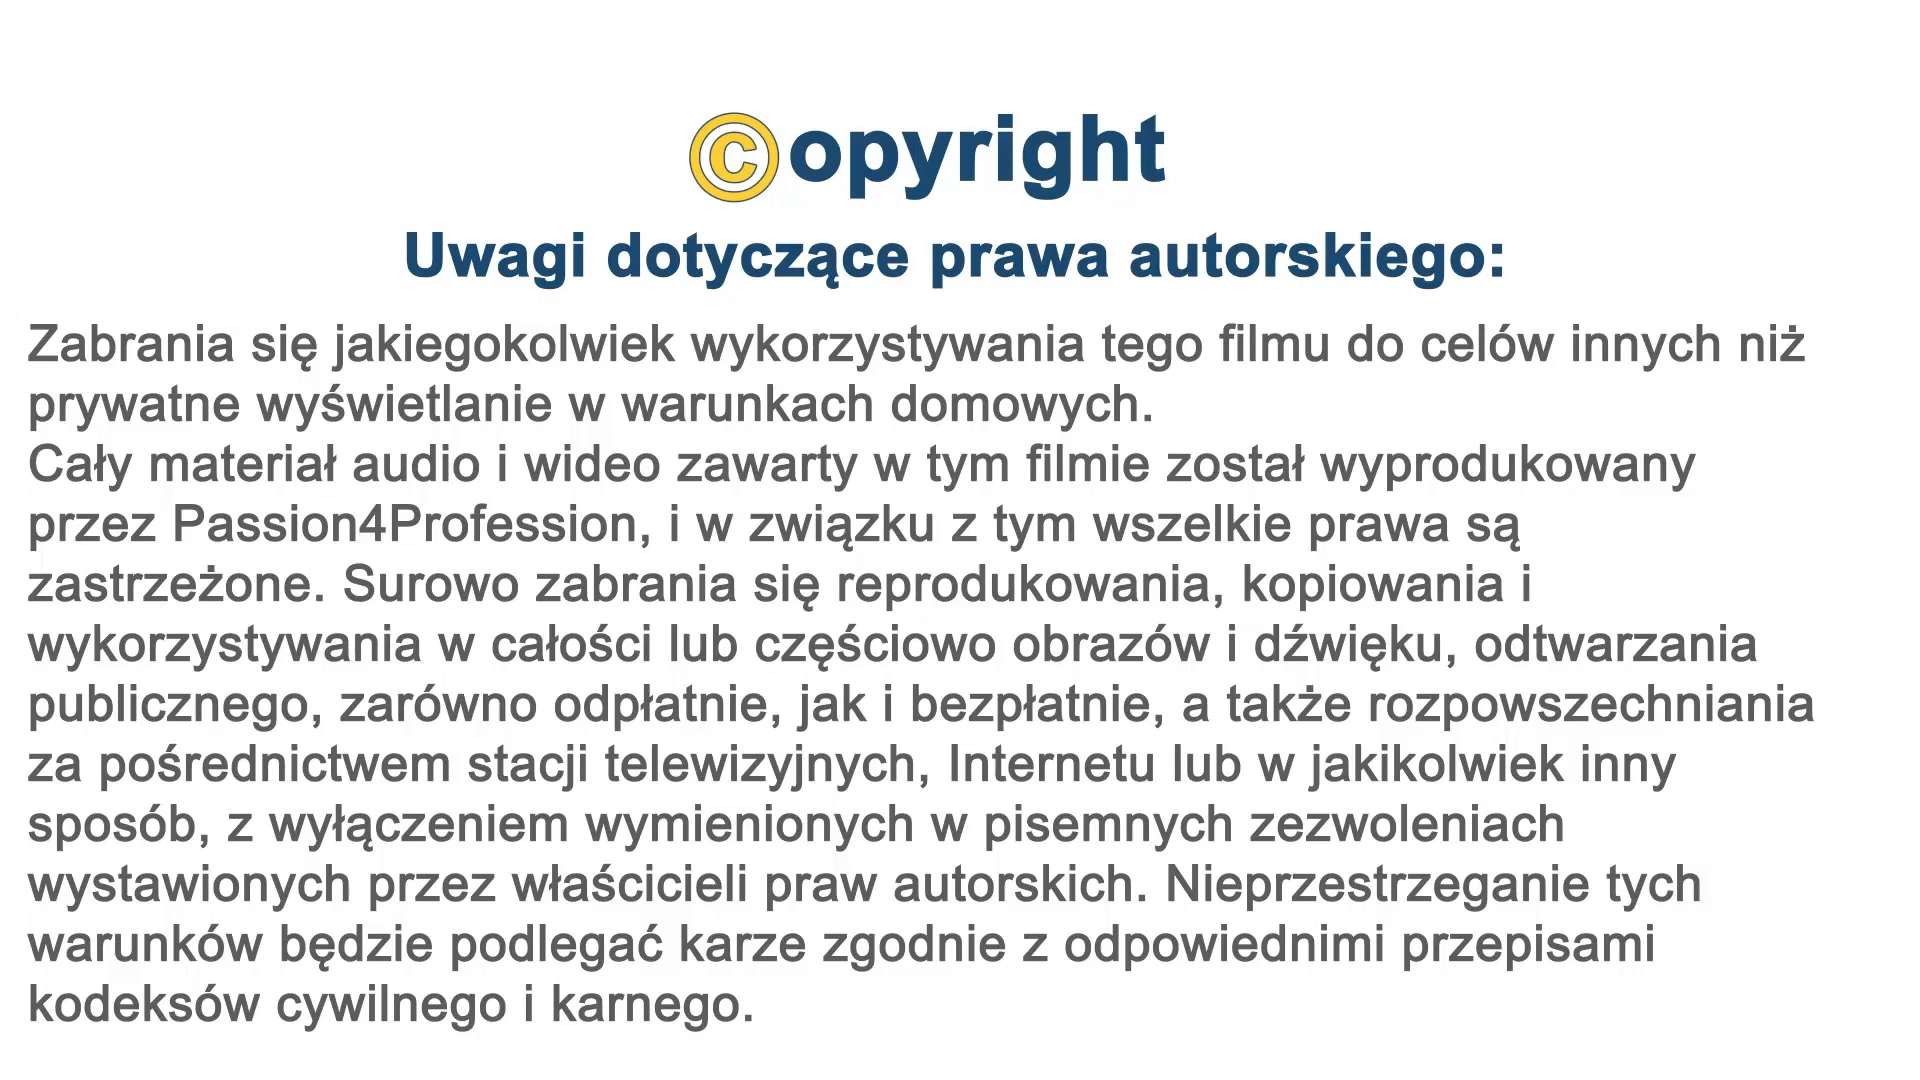 ©opyright
Uwagi dotyczące prawa autorskiego:
Zabrania się jakiegokolwiek wykorzystywania tego filmu do celów innych niż
prywatne wyświetlanie w warunkach domowych.
Cały materiał audio i wideo zawarty w tym filmie został wyprodukowany
przez Passion4Profession, i w związku z tym wszelkie prawa są
zastrzeżone. Surowo zabrania się reprodukowania, kopiowania i
wykorzystywania w całości lub częściowo obrazów i dźwięku, odtwarzania
publicznego, zarówno odpłatnie, jak i bezpłatnie, a także rozpowszechniania
za pośrednictwem stacji telewizyjnych, Internetu lub w jakikolwiek inny
sposób, z wyłączeniem wymienionych w pisemnych zezwoleniach
wystawionych przez właścicieli praw autorskich. Nieprzestrzeganie tych
warunków będzie podlegać karze zgodnie z odpowiednimi przepisami
kodeksów cywilnego i karnego.